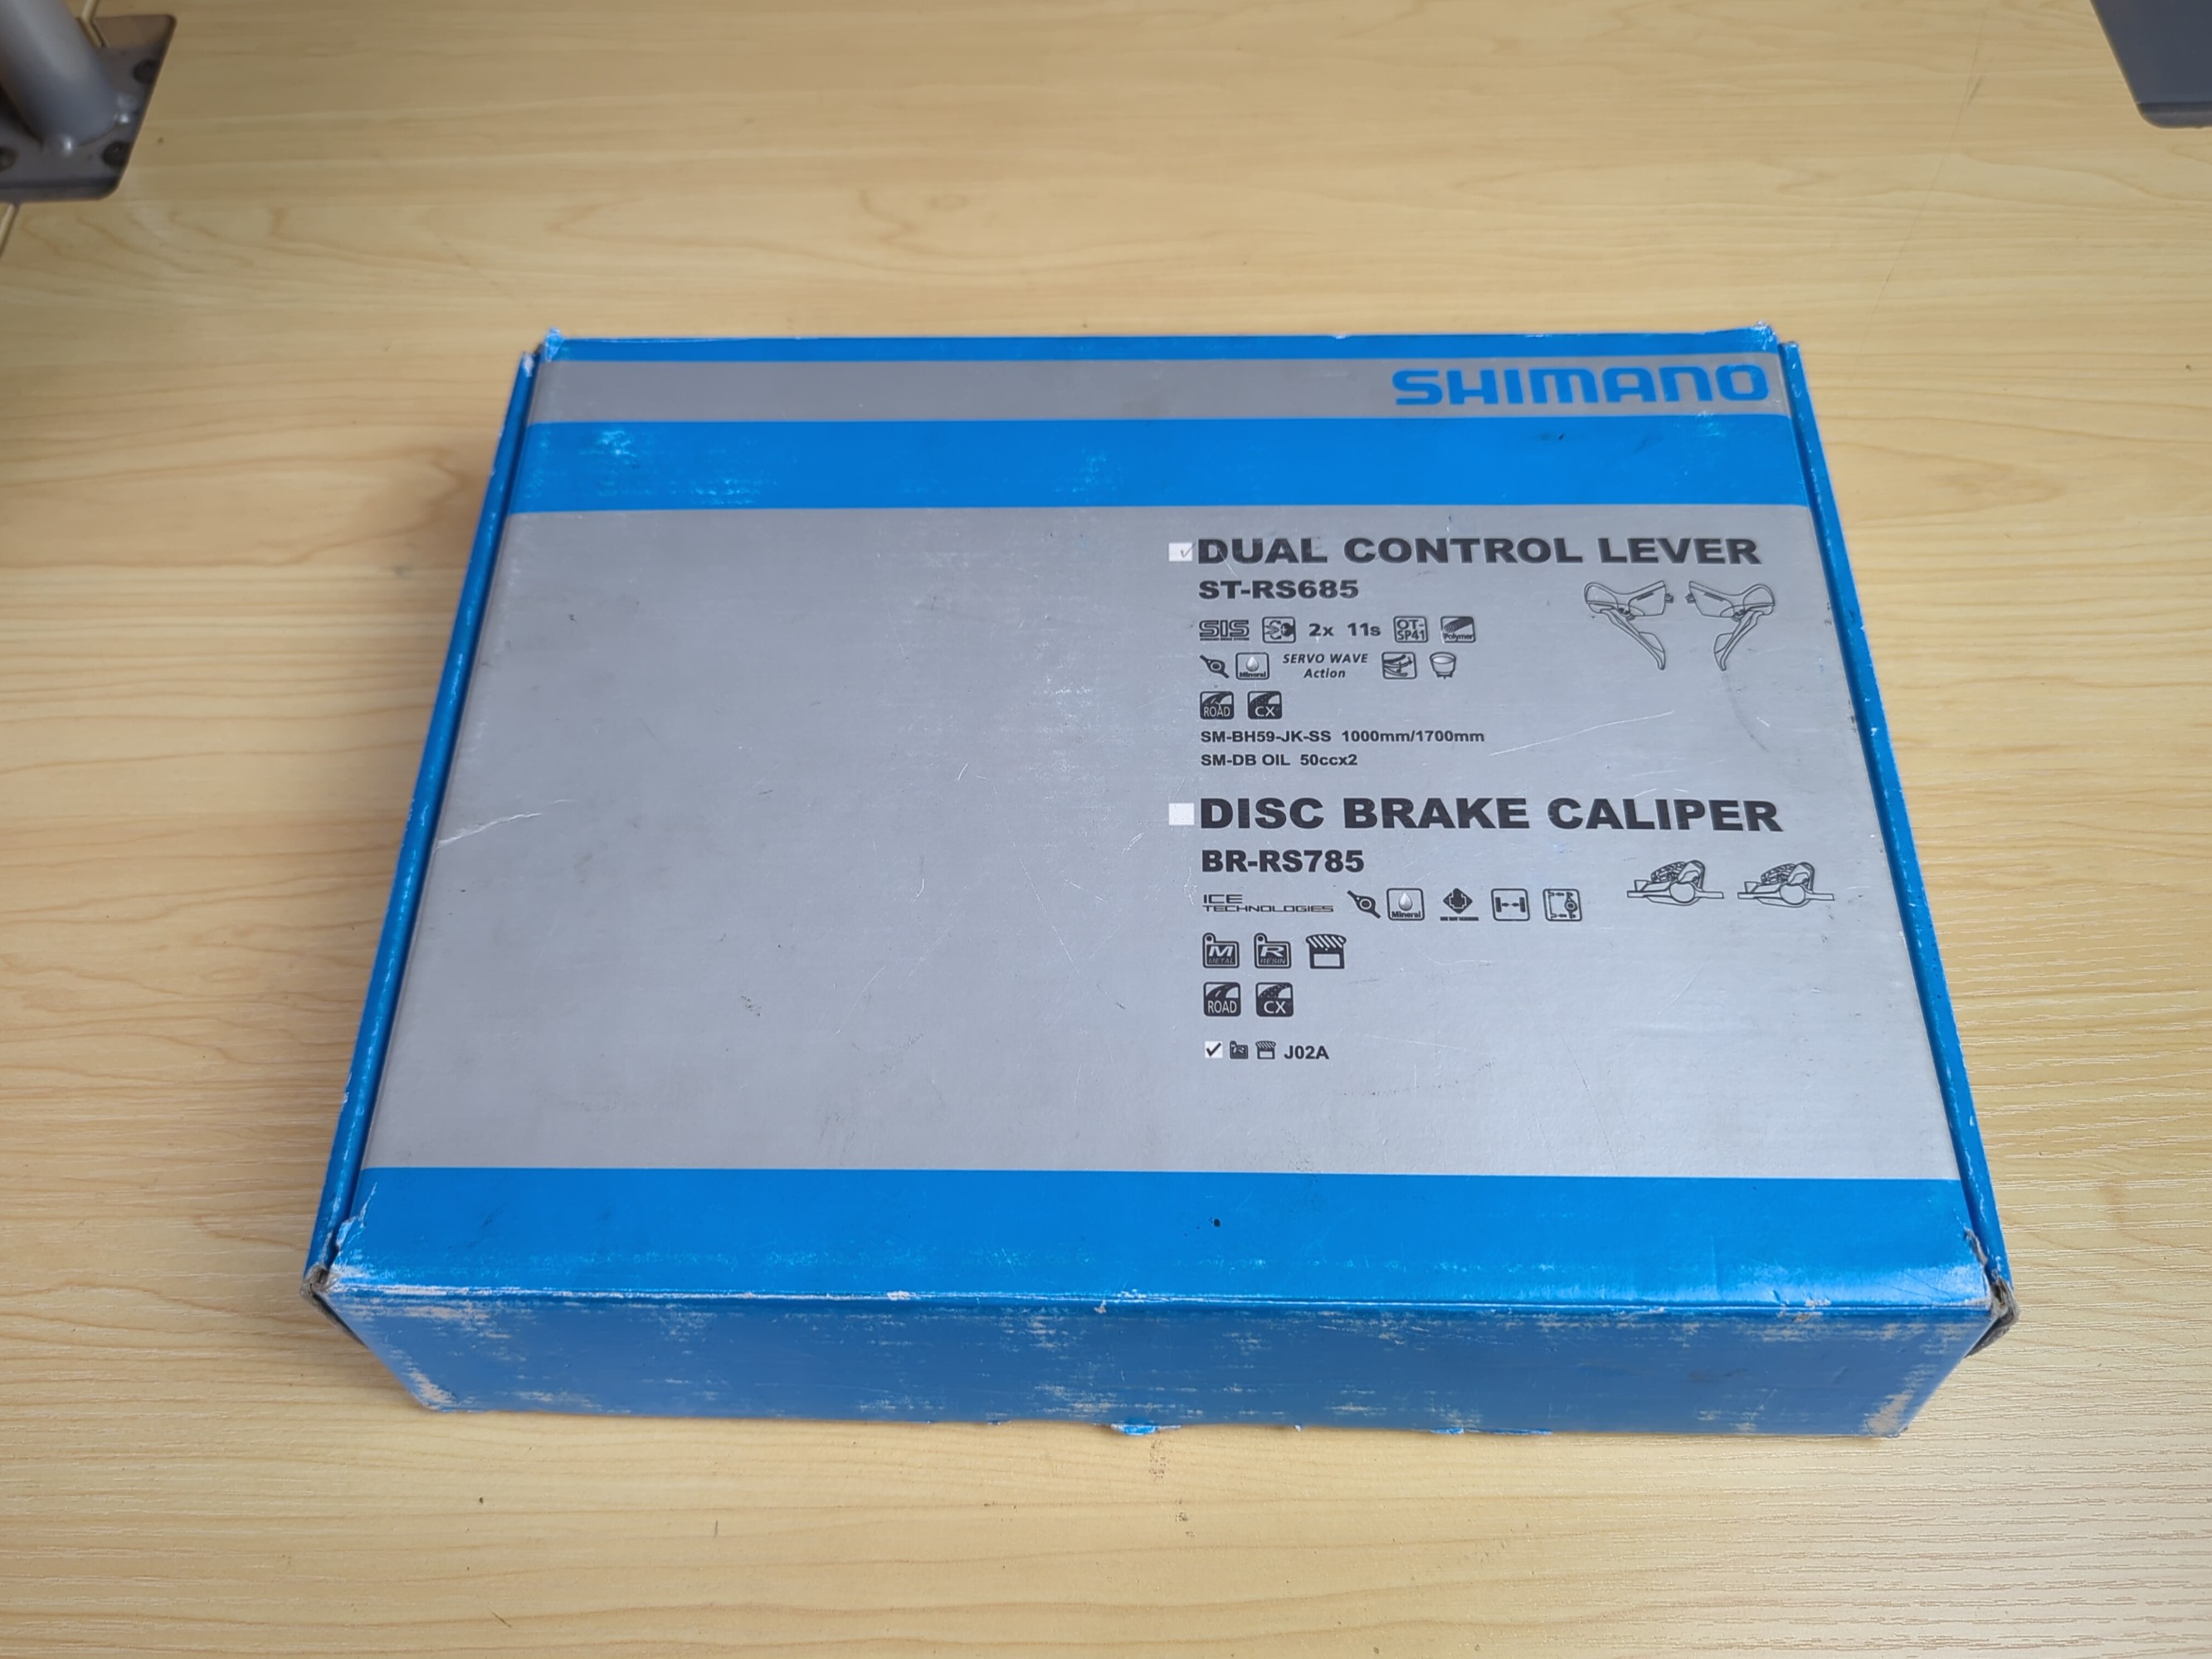 SHIMANO
DUAL CONTROL LEVER
ST-RS685
SIS 2x 11s OT-SP41 Polymer
Mineral SERVO WAVE Action
ROAD CX
SM-BH59-JK-SS 1000mm/1700mm
SM-DB OIL 50ccx2
DISC BRAKE CALIPER
BR-RS785
ICE TECHNOLOGIES Mineral
M METAL R RESIN
ROAD CX
J02A